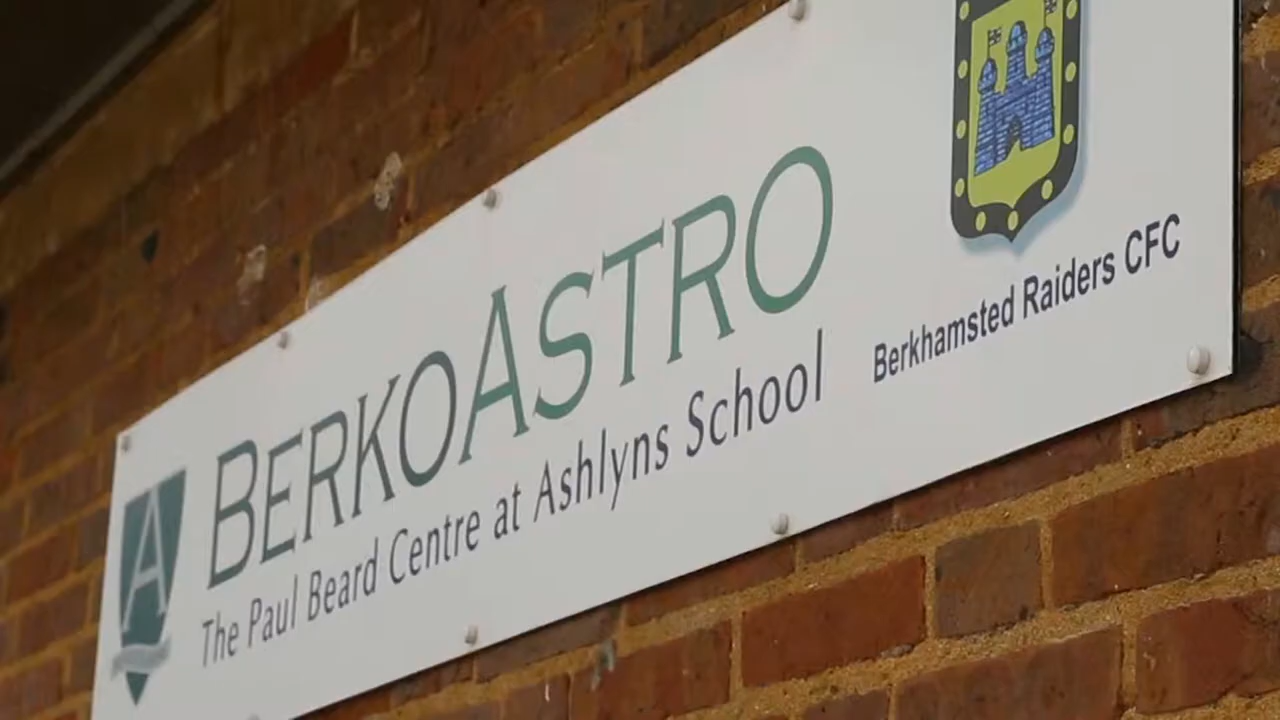 A
BERKOASTRO
The Paul Beard Centre at Ashlyns School
Berkhamsted Raiders CFC